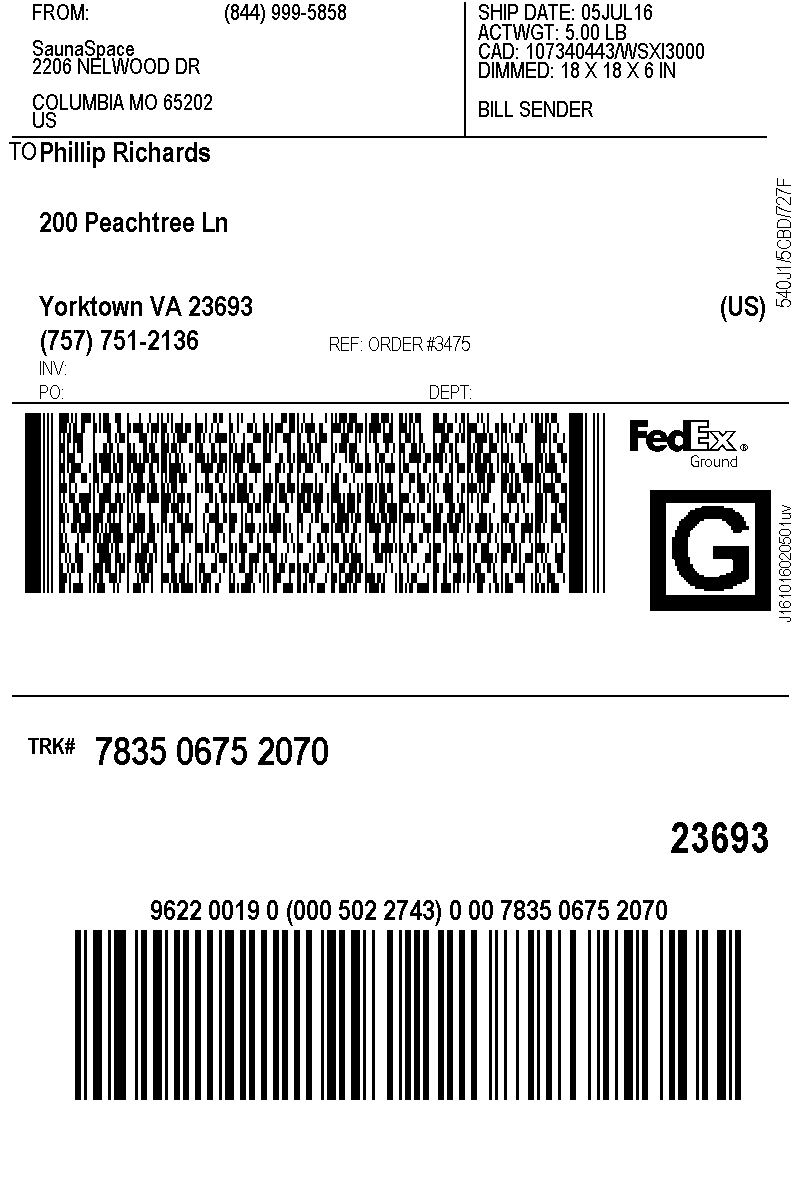 FROM: (844) 999-5858
SaunaSpace
2206 NELWOOD DR
COLUMBIA MO 65202
US
SHIP DATE: 05JUL16
ACTWGT: 5.00 LB
CAD: 107340443/WSXI3000
DIMMED: 18 X 18 X 6 IN
BILL SENDER
TO Phillip Richards
200 Peachtree Ln
Yorktown VA 23693 (US)
(757) 751-2136 REF: ORDER #3475
INV:
PO: DEPT:
540J1/5CBD/727F
FedEx®
Ground
G
J161016020501uv
TRK# 7835 0675 2070
23693
9622 0019 0 (000 502 2743) 0 00 7835 0675 2070